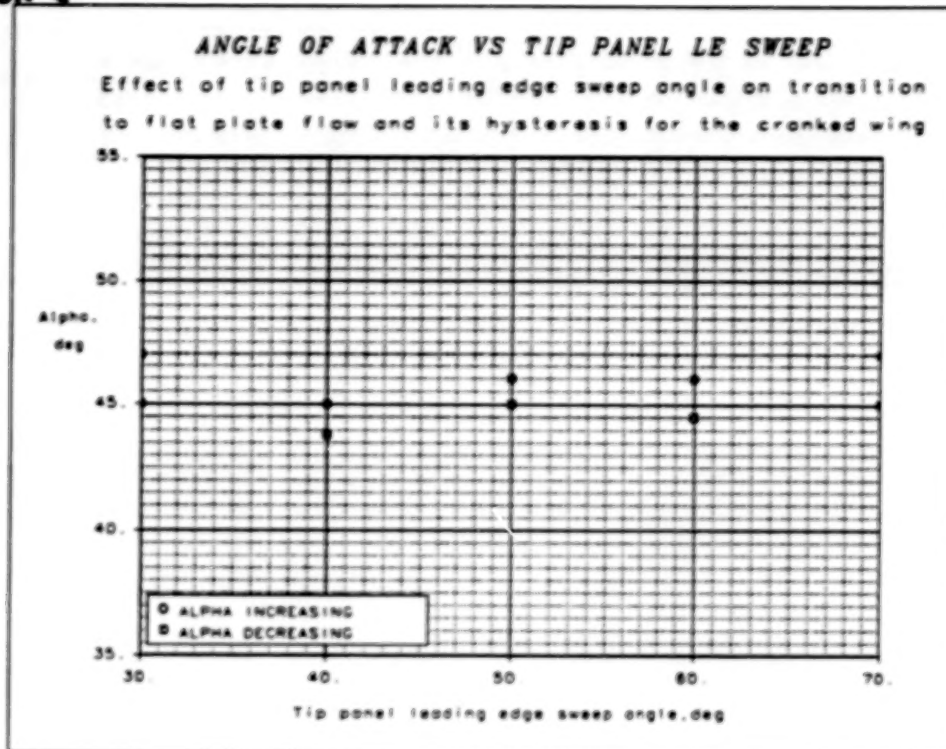 ANGLE OF ATTACK VS TIP PANEL LE SWEEP
Effect of tip panel leading edge sweep angle on transition
to flat plate flow and its hysteresis for the cranked wing
55.
50.
Alpha.
deg
45.
40.
ALPHA INCREASING
ALPHA DECREASING
35.
30. 40. 50. 60. 70.
Tip panel leading edge sweep angle,deg